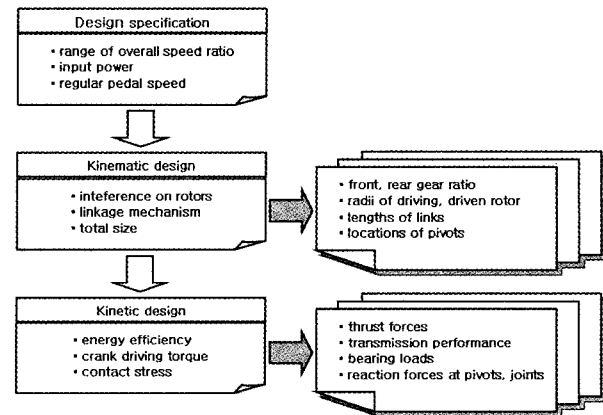 Design specification
• range of overall speed ratio
• input power
• regular pedal speed
Kinematic design
• inteference on rotors
• linkage mechanism
• total size
• front, rear gear ratio
• radii of driving, driven rotor
• lengths of links
• locations of pivots
Kinetic design
• energy efficiency
• crank driving torque
• contact stress
• thrust forces
• transmission performance
• bearing loads
• reaction forces at pivots, joints